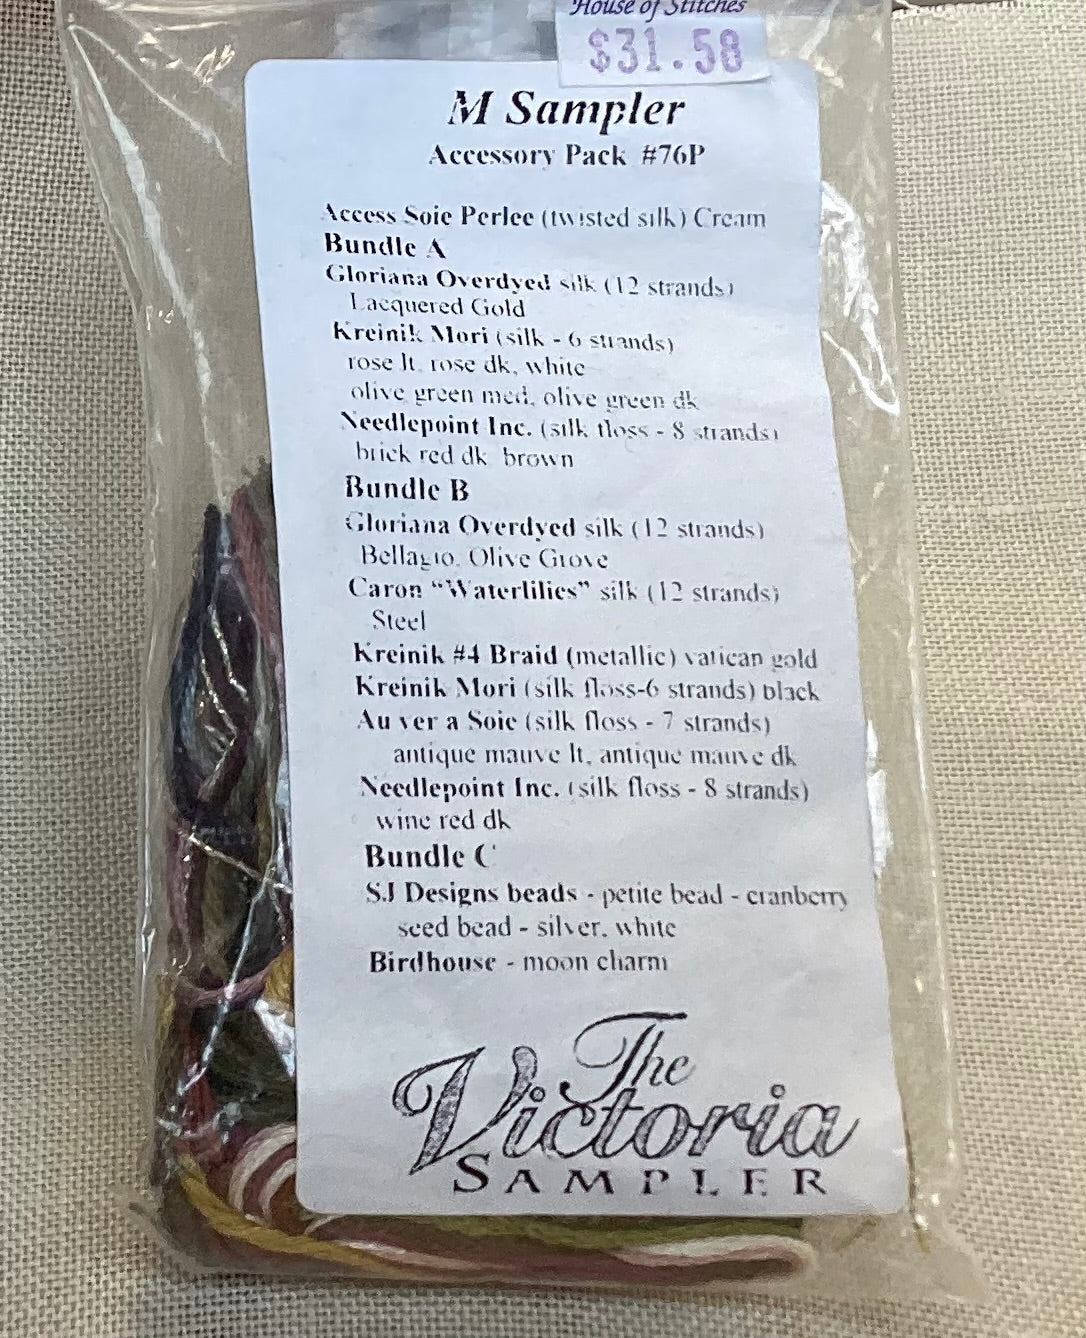 House of Stitches
$31.58
M Sampler
Accessory Pack #76P
Access Soie Perlee (twisted silk) Cream
Bundle A
Gloriana Overdyed silk (12 strands)
Lacquered Gold
Kreinik Mori (silk - 6 strands)
rose lt, rose dk, white
olive green med, olive green dk
Needlepoint Inc. (silk floss - 8 strands)
brick red dk brown
Bundle B
Gloriana Overdyed silk (12 strands)
Bellagio, Olive Grove
Caron "Waterlilies" silk (12 strands)
Steel
Kreinik #4 Braid (metallic) vatican gold
Kreinik Mori (silk floss-6 strands) black
Au ver a Soie (silk floss - 7 strands)
antique mauve lt, antique mauve dk
Needlepoint Inc. (silk floss - 8 strands)
wine red dk
Bundle C
SJ Designs beads - petite bead - cranberry
seed bead - silver, white
Birdhouse - moon charm
The
Victoria
SAMPLER